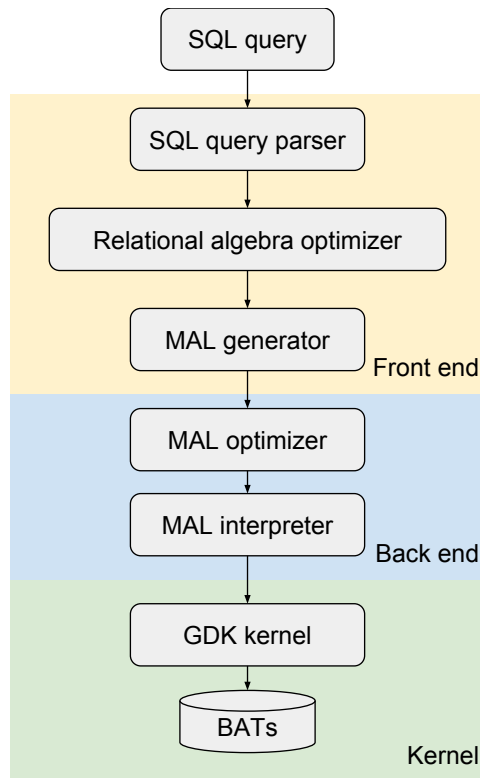 SQL query
SQL query parser
Relational algebra optimizer
MAL generator
Front end
MAL optimizer
MAL interpreter
Back end
GDK kernel
BATs
Kernel